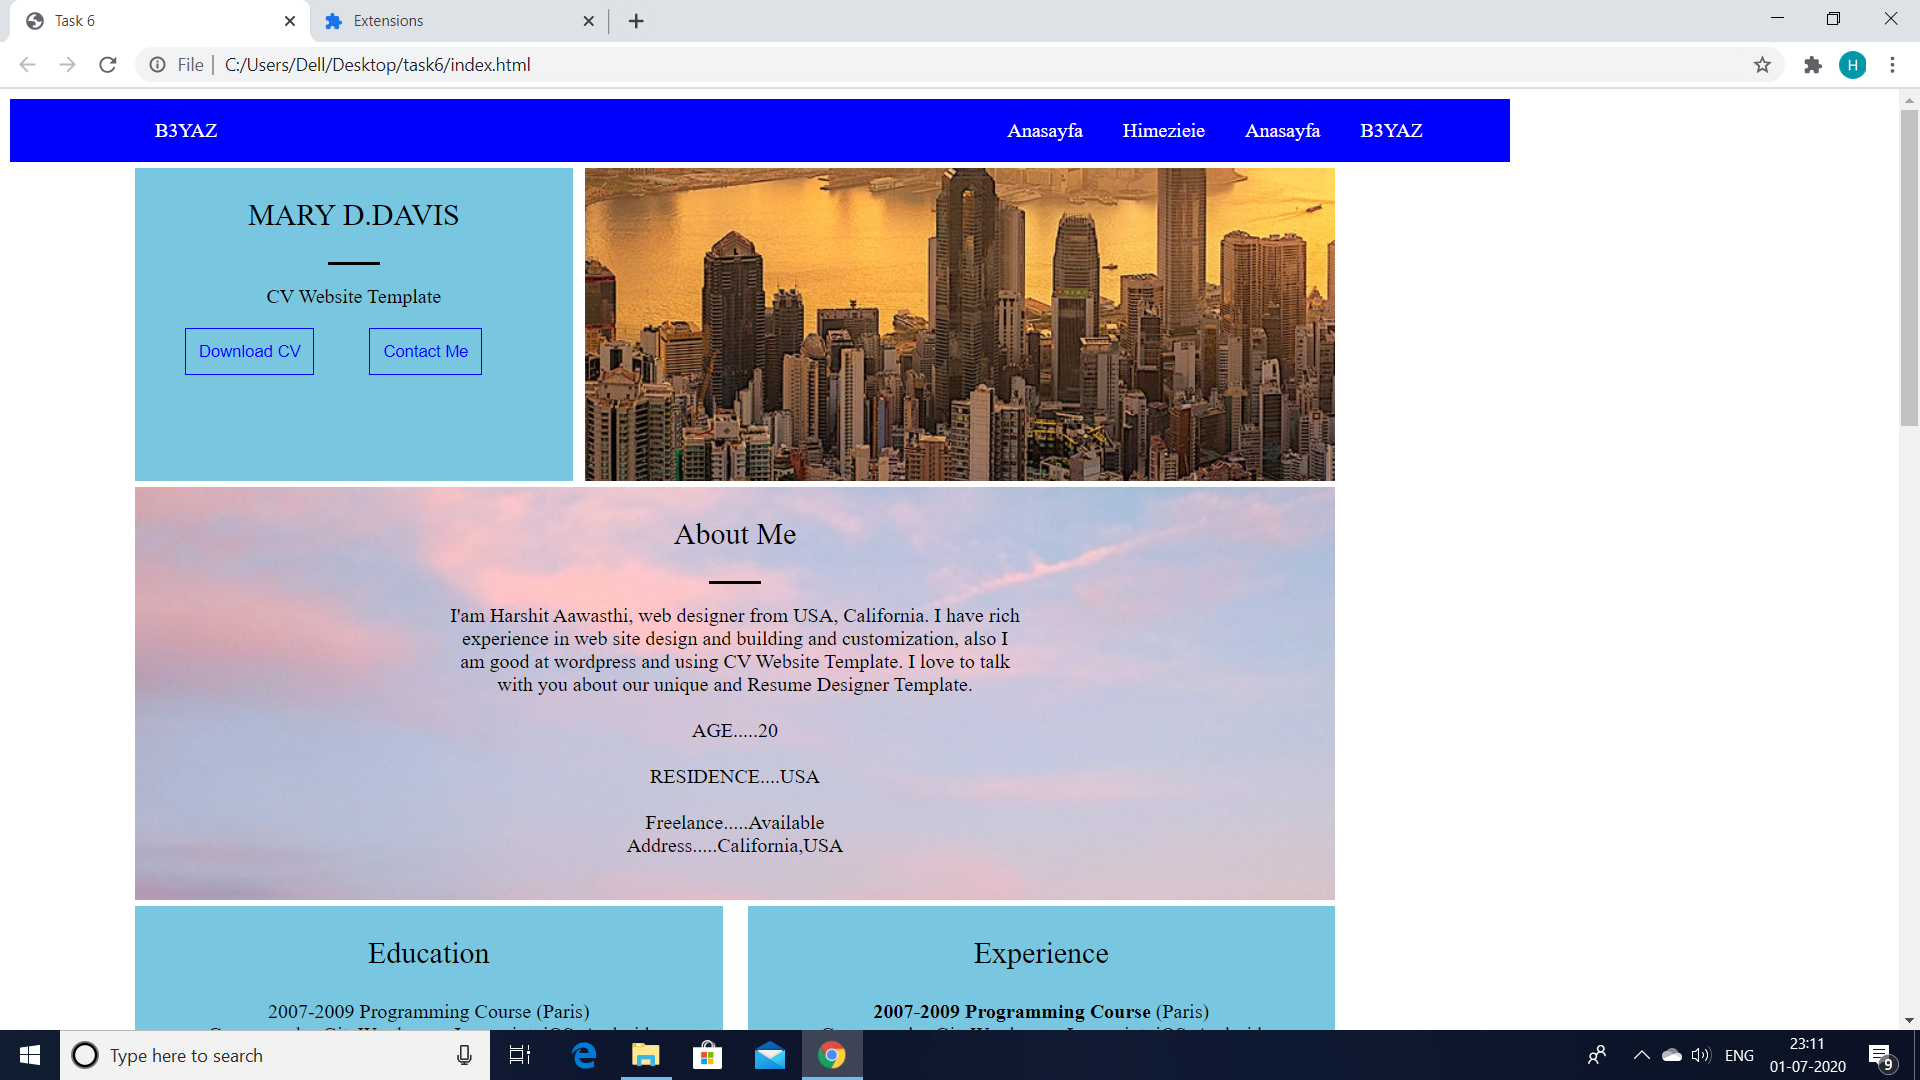 Task 6
Extensions
File
C:/Users/Dell/Desktop/task6/index.html
H
B3YAZ
Anasayfa
Himezieie
Anasayfa
B3YAZ
MARY D.DAVIS
CV Website Template
Download CV
Contact Me
About Me
I'am Harshit Aawasthi, web designer from USA, California. I have rich
experience in web site design and building and customization, also I
am good at wordpress and using CV Website Template. I love to talk
with you about our unique and Resume Designer Template.
AGE.....20
RESIDENCE....USA
Freelance.....Available
Address.....California,USA
Education
2007-2009 Programming Course (Paris)
Experience
2007-2009 Programming Course (Paris)
Type here to search
ENG
23:11
01-07-2020
9